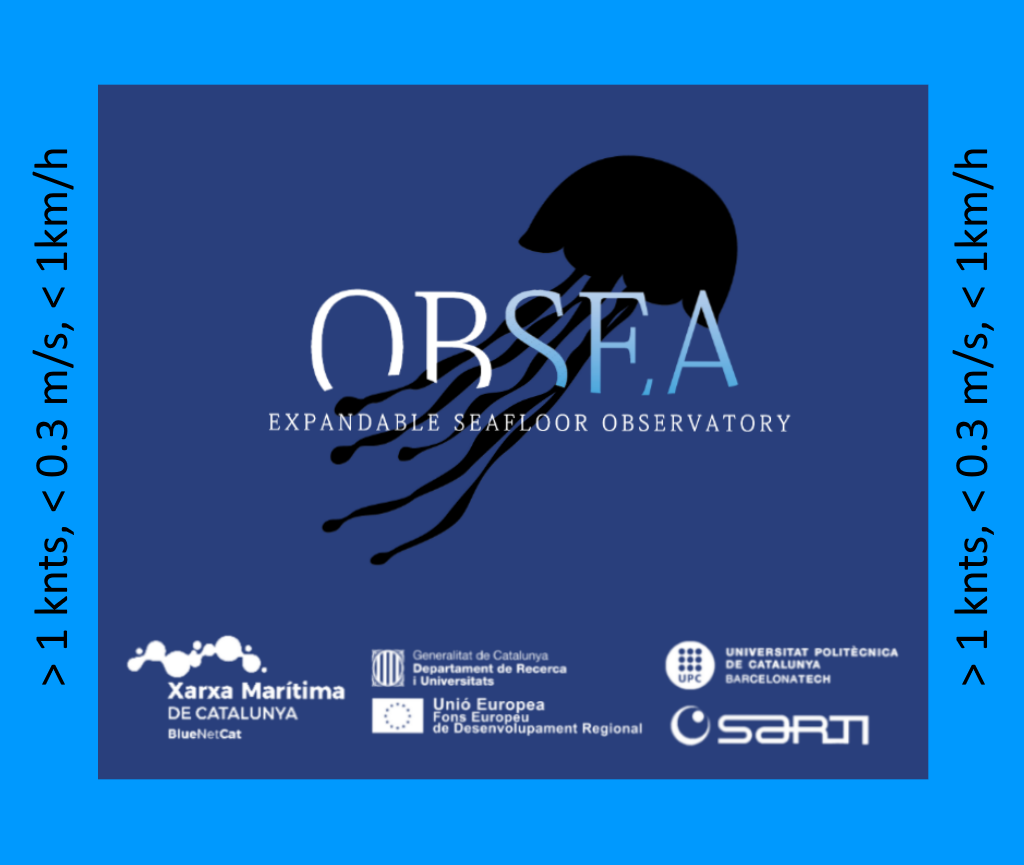 > 1 knts, < 0.3 m/s, < 1km/h
OBSEA
EXPANDABLE SEAFLOOR OBSERVATORY
Xarxa Marítima
DE CATALUNYA
BlueNetCat
Generalitat de Catalunya
Departament de Recerca
i Universitats
Unió Europea
Fons Europeu
de Desenvolupament Regional
UPC
UNIVERSITAT POLITÈCNICA
DE CATALUNYA
BARCELONATECH
SARTI
> 1 knts, < 0.3 m/s, < 1km/h